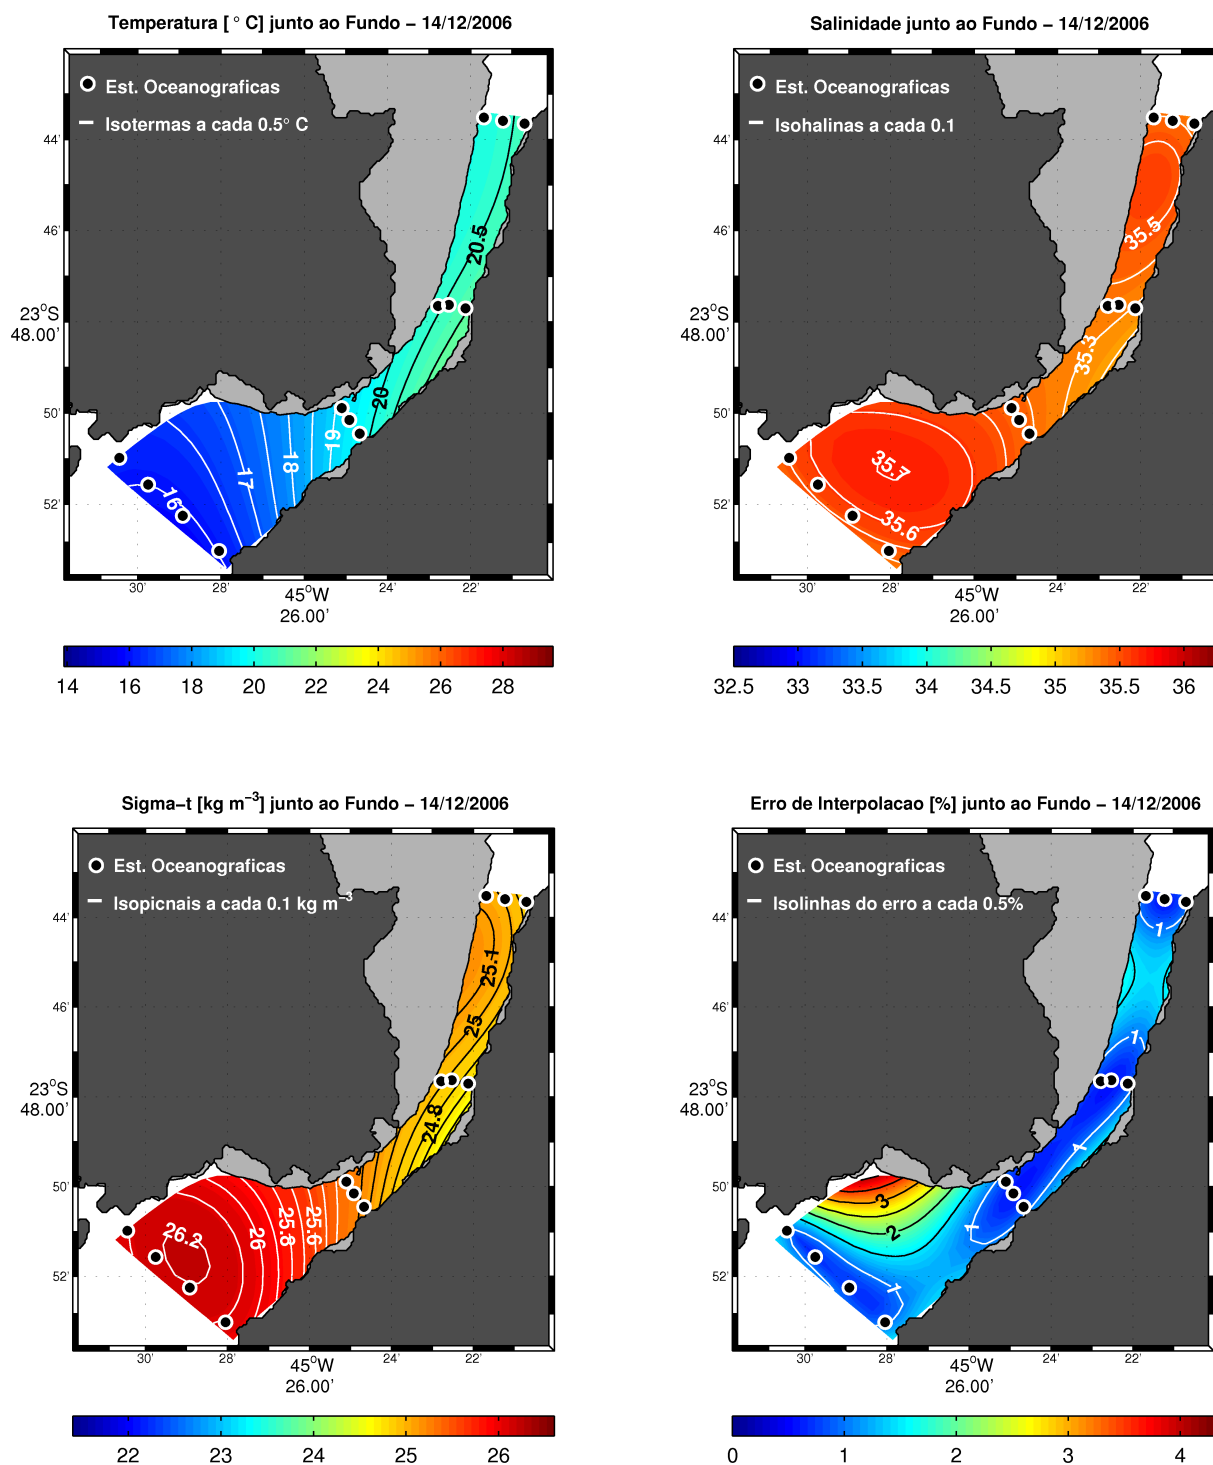 Temperatura [ ° C] junto ao Fundo − 14/12/2006
Est. Oceanograficas
Isotermas a cada 0.5° C
44'
46'
23°S
48.00'
50'
52'
20.5
20
19
18
17
16
30'
28'
45°W
26.00'
24'
22'
14 16 18 20 22 24 26 28
Salinidade junto ao Fundo − 14/12/2006
Est. Oceanograficas
Isohalinas a cada 0.1
44'
46'
23°S
48.00'
50'
52'
35.5
35.3
35.7
35.6
30'
28'
45°W
26.00'
24'
22'
32.5 33 33.5 34 34.5 35 35.5 36
Sigma−t [kg m−3] junto ao Fundo − 14/12/2006
Est. Oceanograficas
Isopicnais a cada 0.1 kg m−3
44'
46'
23°S
48.00'
50'
52'
25.1
25
24.8
25.6
25.8
26
26.2
30'
28'
45°W
26.00'
24'
22'
22 23 24 25 26
Erro de Interpolacao [%] junto ao Fundo − 14/12/2006
Est. Oceanograficas
Isolinhas do erro a cada 0.5%
44'
46'
23°S
48.00'
50'
52'
1
1
1
3
2
1
1
30'
28'
45°W
26.00'
24'
22'
0 1 2 3 4